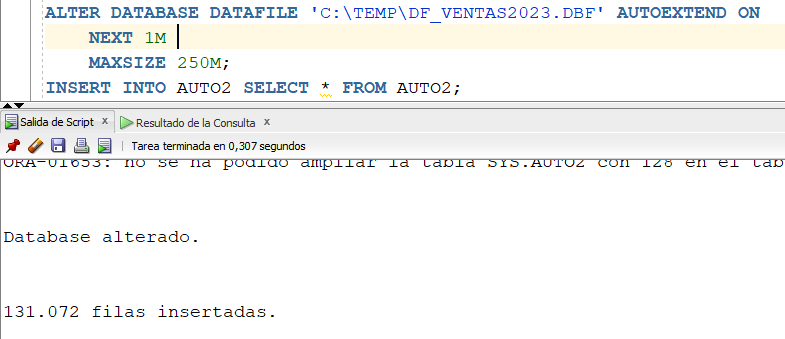 ALTER DATABASE DATAFILE 'C:\TEMP\DF_VENTAS2023.DBF' AUTOEXTEND ON
NEXT 1M
MAXSIZE 250M;
INSERT INTO AUTO2 SELECT * FROM AUTO2;
Salida de Script x Resultado de la Consulta x
Tarea terminada en 0,307 segundos
ORA-01653: no se ha podido ampliar la tabla SYS.AUTO2 con 128 en el tab
Database alterado.
131.072 filas insertadas.